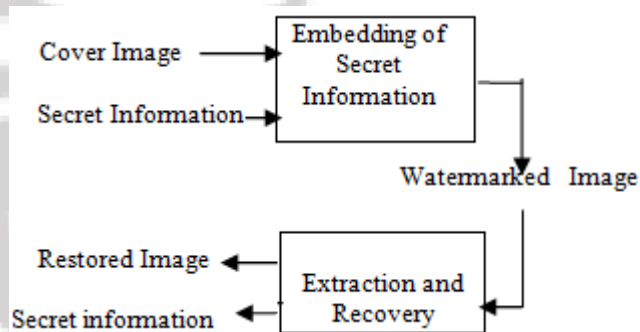 Cover Image
Embedding of
Secret
Information
Secret Information
Watermarked Image
Restored Image
Extraction and
Recovery
Secret information